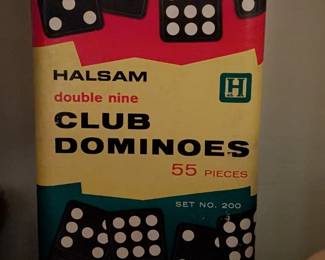 HALSAM
H
double nine
CLUB
DOMINOES
55 PIECES
SET NO. 200